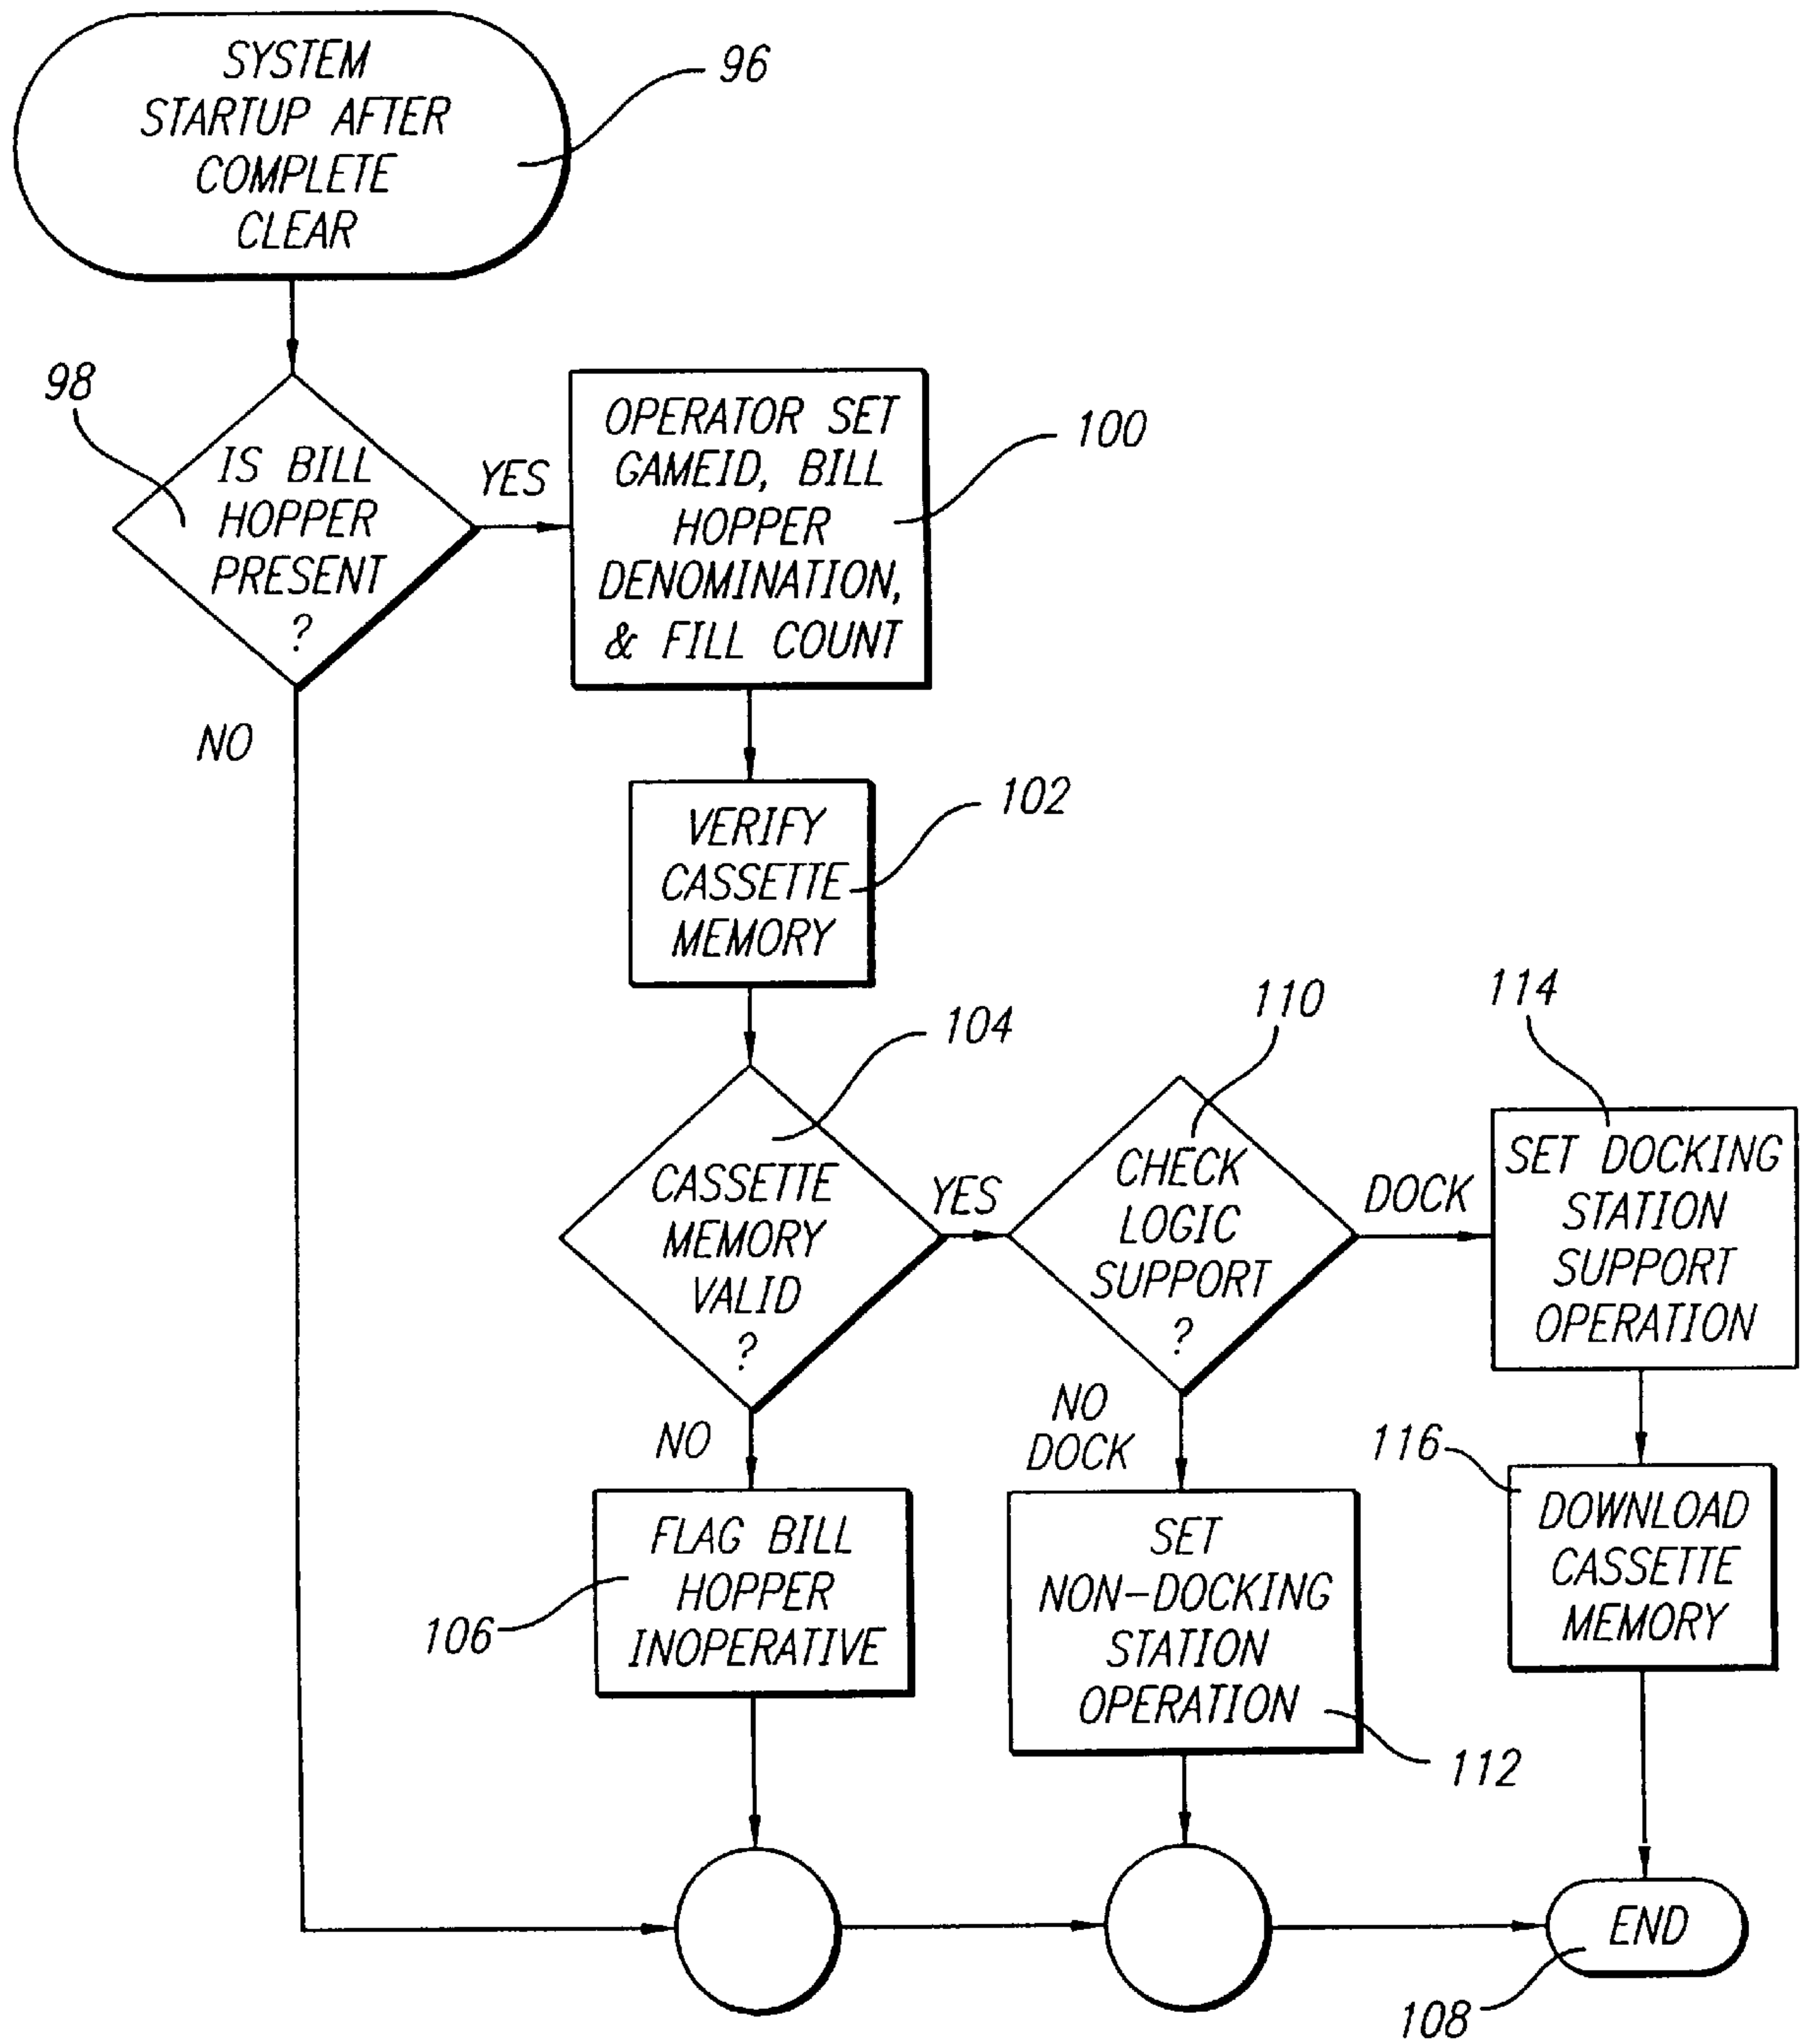 SYSTEM
STARTUP AFTER
COMPLETE
CLEAR
96
98
IS BILL
HOPPER
PRESENT
?
YES
NO
OPERATOR SET
GAMEID, BILL
HOPPER
DENOMINATION,
& FILL COUNT
100
VERIFY
CASSETTE
MEMORY
102
104
CASSETTE
MEMORY
VALID
?
YES
NO
110
CHECK
LOGIC
SUPPORT
?
DOCK
NO
DOCK
114
SET DOCKING
STATION
SUPPORT
OPERATION
116
DOWNLOAD
CASSETTE
MEMORY
FLAG BILL
HOPPER
INOPERATIVE
106
SET
NON-DOCKING
STATION
OPERATION
112
END
108